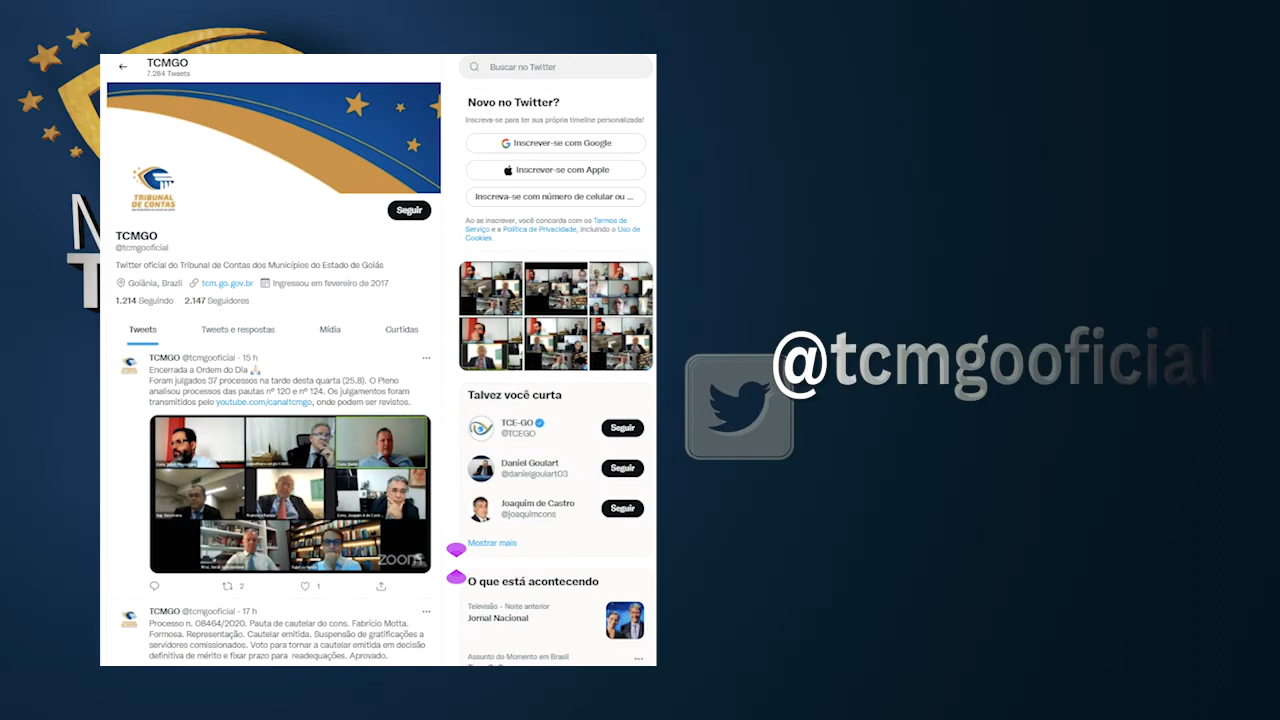 TCMGO
7.284 Tweets
TRIBUNAL
DE CONTAS
Seguir
TCMGO
@tcmgooficial
Twitter oficial do Tribunal de Contas dos Municípios do Estado de Goiás
Goiânia, Brazil tcm.go.gov.br Ingressou em fevereiro de 2017
1.214 Seguindo 2.147 Seguidores
Tweets Tweets e respostas Mídia Curtidas
TCMGO @tcmgooficial · 15 h
Encerrada a Ordem do Dia 🙏🏻
Foram julgados 37 processos na tarde desta quarta (25.8). O Pleno
analisou processos das pautas nº 120 e nº 124. Os julgamentos foram
transmitidos pelo youtube.com/canaltcmgo, onde podem ser revistos.
zoom
2 1
TCMGO @tcmgooficial · 17 h
Processo n. 08464/2020. Pauta de cautelar do cons. Fabrício Motta.
Formosa. Representação. Cautelar emitida. Suspensão de gratificações a
servidores comissionados. Voto para tornar a cautelar emitida em decisão
definitiva de mérito e fixar prazo para readequações. Aprovado.
Buscar no Twitter
Novo no Twitter?
Inscreva-se para ter sua própria timeline personalizada!
Inscrever-se com Google
Inscrever-se com Apple
Inscreva-se com número de celular ou ...
Ao se inscrever, você concorda com os Termos de
Serviço e a Política de Privacidade, incluindo o Uso de
Cookies.
Talvez você curta
TCE-GO
@TCEGO
Seguir
Daniel Goulart
@danielgoulart03
Seguir
Joaquim de Castro
@joaquimcons
Seguir
Mostrar mais
O que está acontecendo
Televisão · Noite anterior
Jornal Nacional
Assunto do Momento em Brasil
@tcmgooficial